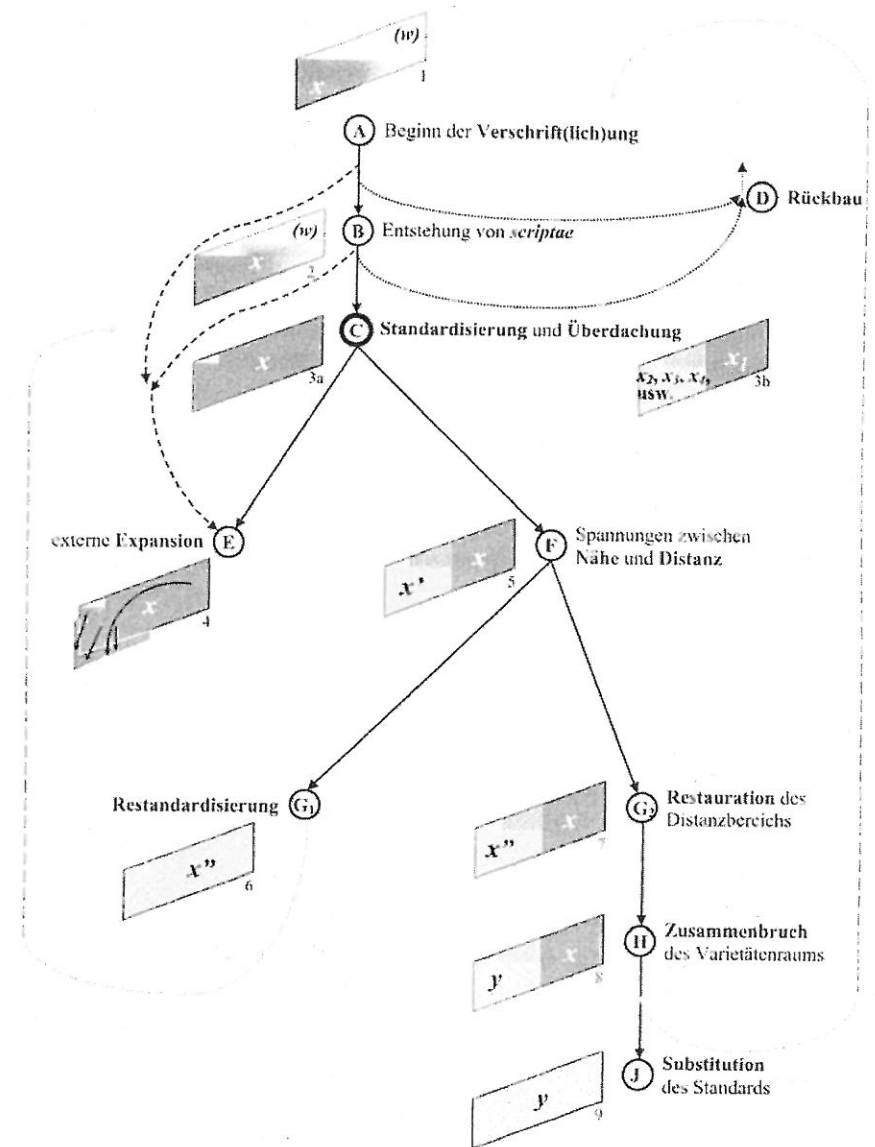 (w)
x
1
A Beginn der Verschrift(lich)ung
D Rückbau
(w)
x
2
B Entstehung von scriptae
C Standardisierung und Überdachung
x
3a
x₁
x₂, x₃, x₄,
usw.
3b
externe Expansion E
x
4
F Spannungen zwischen
Nähe und Distanz
x
x’
5
Restandardisierung G₁
x”
6
G₂ Restauration des
Distanzbereichs
x
x”
7
H Zusammenbruch
des Varietätenraums
x
y
8
J Substitution
des Standards
y
9